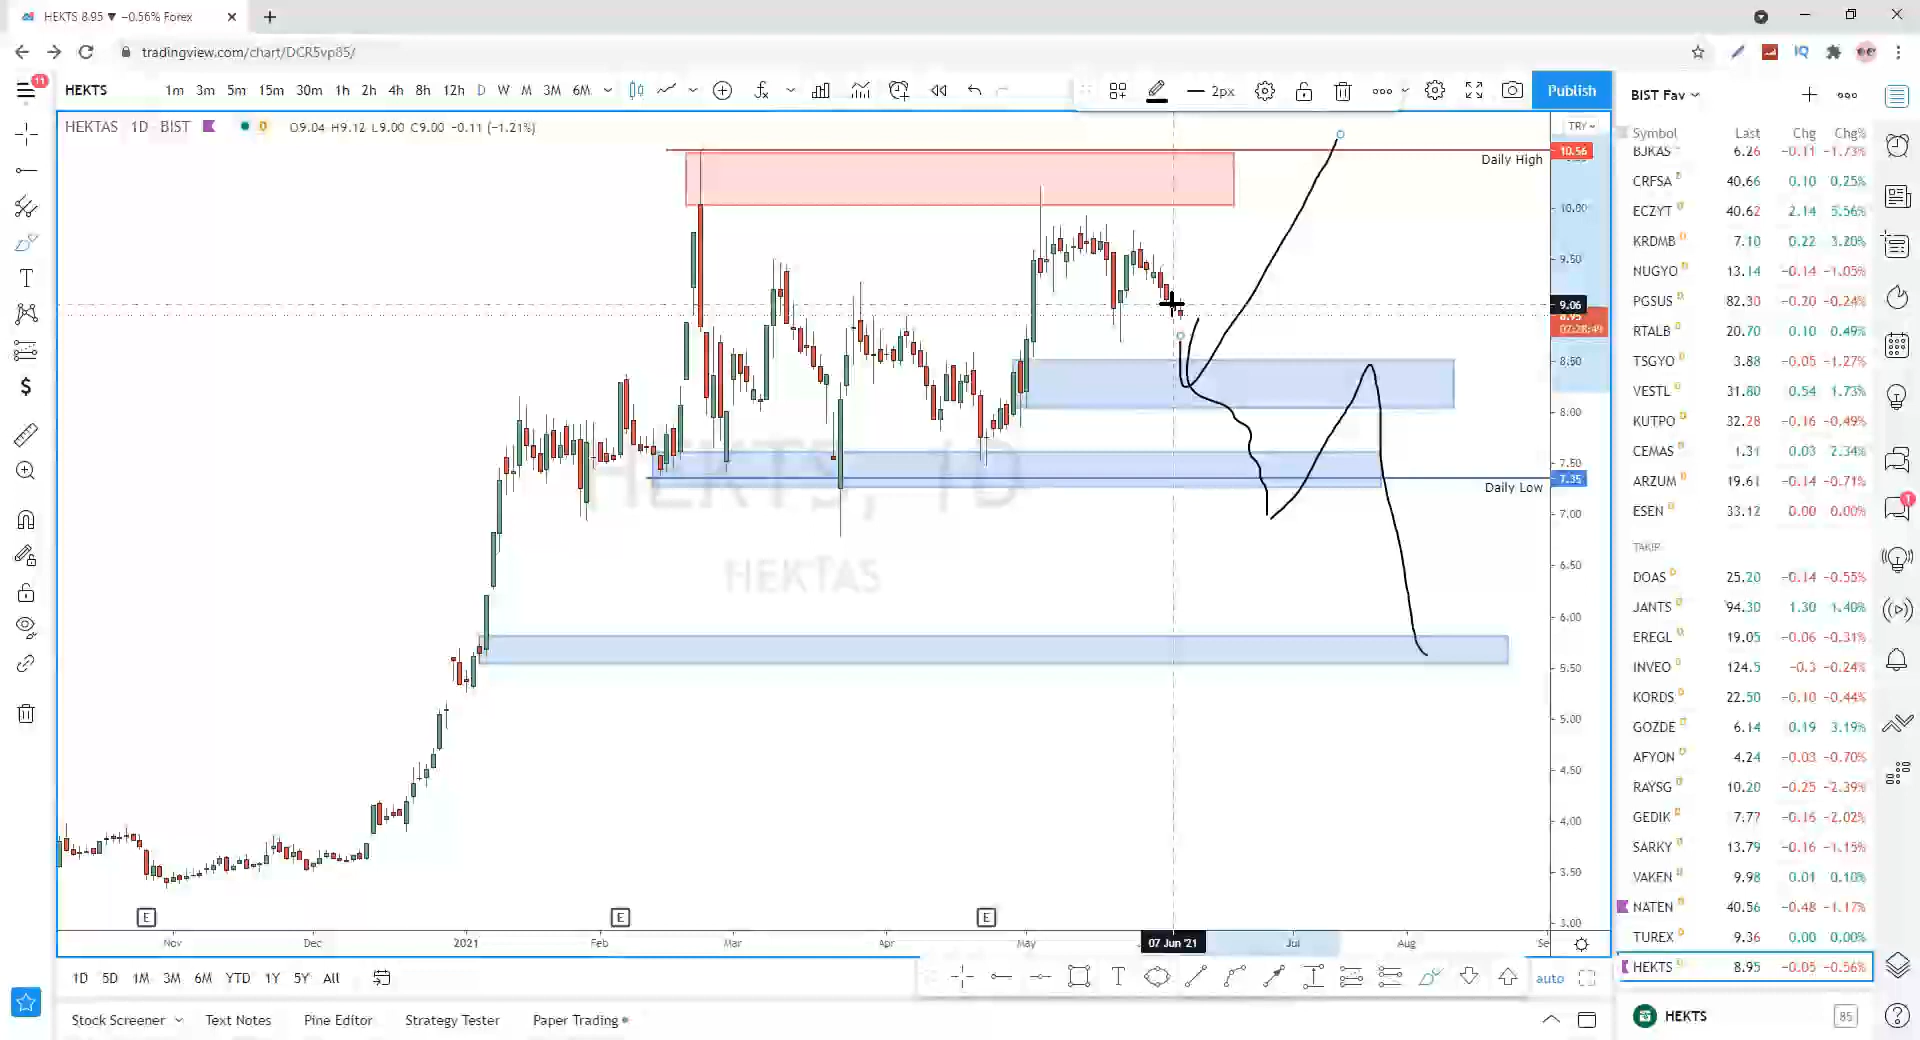 HEKTS 8.95 ▼ −0.56% Forex
tradingview.com/chart/DCR5vp85/
11
HEKTS 1m 3m 5m 15m 30m 1h 2h 4h 8h 12h D W M 3M 6M 2px Publish
HEKTAS 1D BIST D O9.04 H9.12 L9.00 C9.00 −0.11 (−1.21%)
TRY
10.56
Daily High
10.00
9.50
9.06
8.95
07:28:49
8.50
8.00
7.50
7.35
Daily Low
7.00
6.50
6.00
5.50
5.00
4.50
4.00
3.50
3.00
HEKTS, 1D
HEKTAS
E E E
Nov Dec 2021 Feb Mar Apr May 07 Jun '21 Jul Aug Se
1D 5D 1M 3M 6M YTD 1Y 5Y All
auto
Stock Screener Text Notes Pine Editor Strategy Tester Paper Trading
BIST Fav
Symbol Last Chg Chg%
BJKAS 6.26 −0.11 −1.73%
CRFSA D 40.66 0.10 0.25%
ECZYT D 40.62 2.14 5.56%
KRDMB D 7.10 0.22 3.20%
NUGYO D 13.14 −0.14 −1.05%
PGSUS D 82.30 −0.20 −0.24%
RTALB D 20.70 0.10 0.49%
TSGYO D 3.88 −0.05 −1.27%
VESTL D 31.80 0.54 1.73%
KUTPO D 32.28 −0.16 −0.49%
CEMAS D 1.31 0.03 2.34%
ARZUM D 19.61 −0.14 −0.71%
ESEN D 33.12 0.00 0.00%
TAKIP
DOAS D 25.20 −0.14 −0.55%
JANTS D 94.30 1.30 1.40%
EREGL D 19.05 −0.06 −0.31%
INVEO D 124.5 −0.3 −0.24%
KORDS D 22.50 −0.10 −0.44%
GOZDE D 6.14 0.19 3.19%
AFYON D 4.24 −0.03 −0.70%
RAYSG D 10.20 −0.25 −2.39%
GEDIK D 7.77 −0.16 −2.02%
SARKY D 13.79 −0.16 −1.15%
VAKEN D 9.98 0.01 0.10%
NATEN D 40.56 −0.48 −1.17%
TUREX D 9.36 0.00 0.00%
HEKTS D 8.95 −0.05 −0.56%
HEKTS 85
1